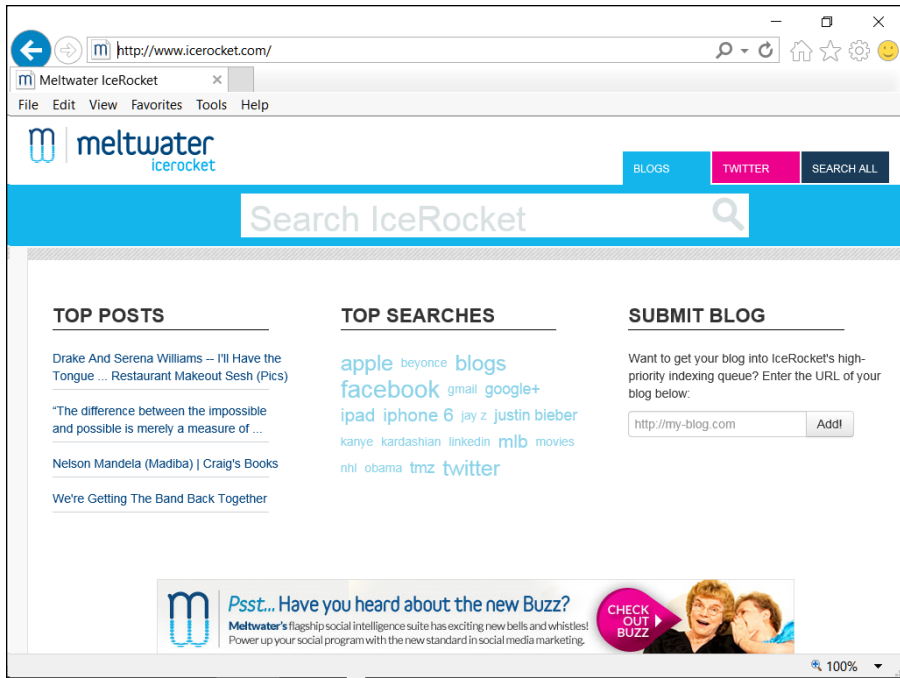 http://www.icerocket.com/
Meltwater IceRocket
File Edit View Favorites Tools Help
meltwater
icerocket
BLOGS TWITTER SEARCH ALL
Search IceRocket
TOP POSTS
Drake And Serena Williams -- I'll Have the
Tongue ... Restaurant Makeout Sesh (Pics)
“The difference between the impossible
and possible is merely a measure of ...
Nelson Mandela (Madiba) | Craig's Books
We're Getting The Band Back Together
TOP SEARCHES
apple beyonce blogs
facebook gmail google+
ipad iphone 6 jay z justin bieber
kanye kardashian linkedin mlb movies
nhl obama tmz twitter
SUBMIT BLOG
Want to get your blog into IceRocket's high-
priority indexing queue? Enter the URL of your
blog below:
http://my-blog.com Add!
Psst... Have you heard about the new Buzz?
Meltwater's flagship social intelligence suite has exciting new bells and whistles!
Power up your social program with the new standard in social media marketing.
CHECK
OUT
BUZZ
100%